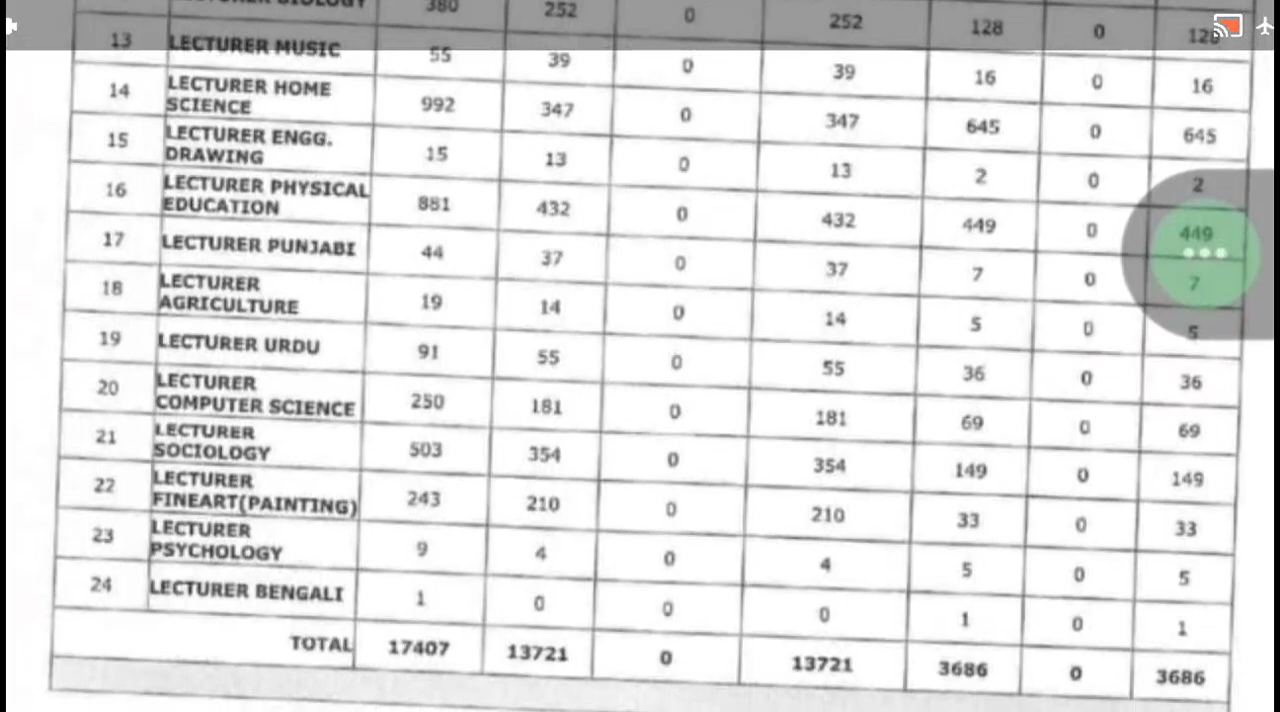 LECTURER BIOLOGY 380 252 0 252 128 0 128
13 LECTURER MUSIC 55 39 0 39 16 0 16
14 LECTURER HOME
SCIENCE 992 347 0 347 645 0 645
15 LECTURER ENGG.
DRAWING 15 13 0 13 2 0 2
16 LECTURER PHYSICAL
EDUCATION 881 432 0 432 449 0 449
17 LECTURER PUNJABI 44 37 0 37 7 0 7
18 LECTURER
AGRICULTURE 19 14 0 14 5 0 5
19 LECTURER URDU 91 55 0 55 36 0 36
20 LECTURER
COMPUTER SCIENCE 250 181 0 181 69 0 69
21 LECTURER
SOCIOLOGY 503 354 0 354 149 0 149
22 LECTURER
FINEART(PAINTING) 243 210 0 210 33 0 33
23 LECTURER
PSYCHOLOGY 9 4 0 4 5 0 5
24 LECTURER BENGALI 1 0 0 0 1 0 1
TOTAL 17407 13721 0 13721 3686 0 3686